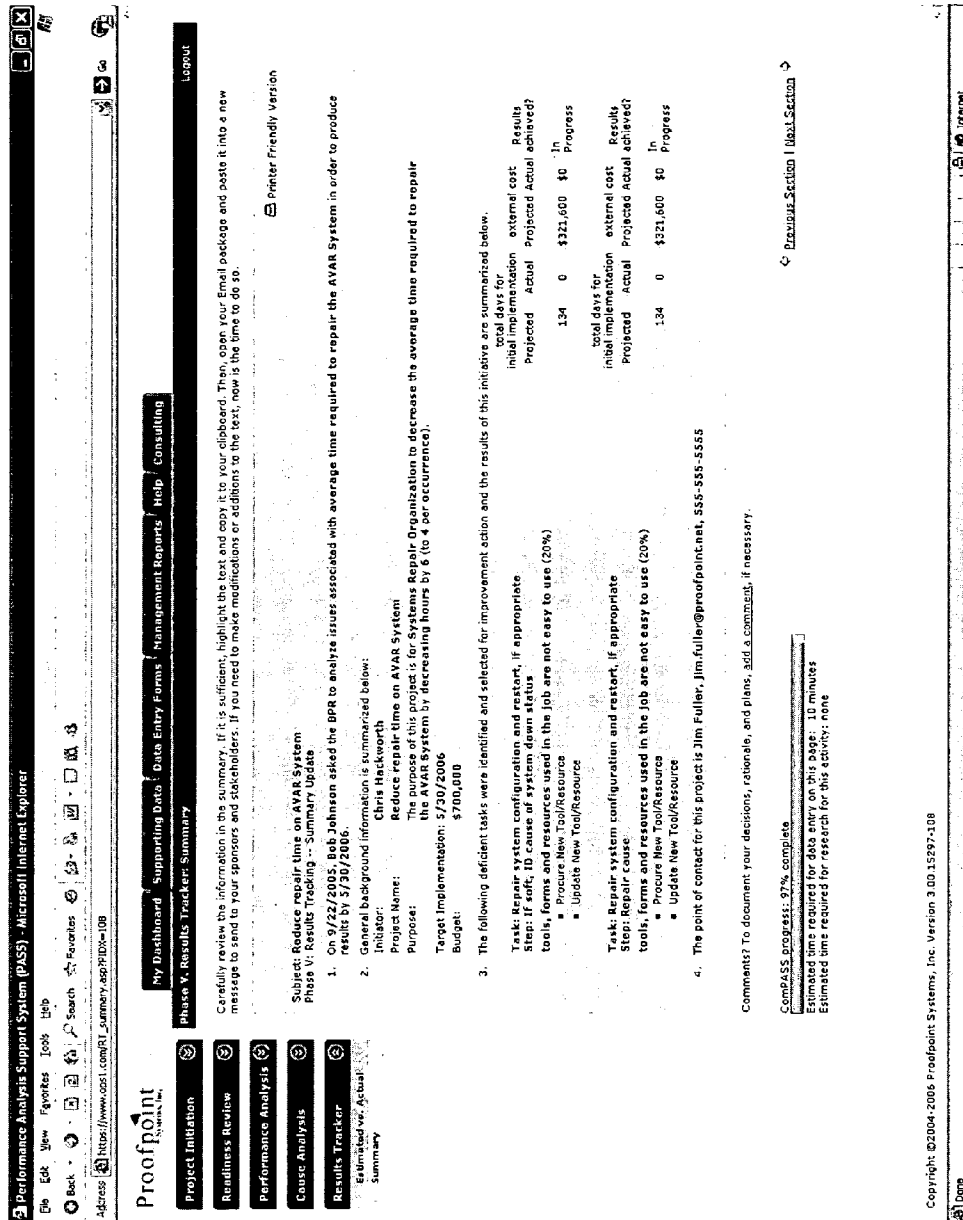 Performance Analysis Support System (PASS) - Microsoft Internet Explorer
File Edit View Favorites Tools Help
Back Search Favorites
Address https://www.ops1.com/RT_summary.asp?PIDX=108 Go
Proofpoint
Systems, Inc.
My Dashboard Supporting Data Data Entry Forms Management Reports Help Consulting
Phase V. Results Tracker: Summary Logout
Project Initiation
Readiness Review
Performance Analysis
Cause Analysis
Results Tracker
Estimated vs. Actual
Summary
Carefully review the information in the summary. If it is sufficient, highlight the text and copy it to your clipboard. Then, open your Email package and paste it into a new
message to send to your sponsors and stakeholders. If you need to make modifications or additions to the text, now is the time to do so.
Printer Friendly Version
Subject: Reduce repair time on AVAR System
Phase V: Results Tracking -- Summary Update
1. On 9/22/2005, Bob Johnson asked the BPR to analyze issues associated with average time required to repair the AVAR System in order to produce
results by 5/30/2006.
2. General background information is summarized below:
Initiator: Chris Hackworth
Project Name: Reduce repair time on AVAR System
Purpose: The purpose of this project is for Systems Repair Organization to decrease the average time required to repair
the AVAR System by decreasing hours by 6 (to 4 per occurrence).
Target Implementation: 5/30/2006
Budget: $700,000
3. The following deficient tasks were identified and selected for improvement action and the results of this initiative are summarized below.
total days for
initial implementation external cost Results
Projected Actual Projected Actual achieved?
Task: Repair system configuration and restart, if appropriate
Step: If soft, ID cause of system down status
tools, forms and resources used in the job are not easy to use (20%)
134 0 $321,600 $0 In Progress
▪ Procure New Tool/Resource
▪ Update New Tool/Resource
total days for
initial implementation external cost Results
Projected Actual Projected Actual achieved?
Task: Repair system configuration and restart, if appropriate
Step: Repair cause
tools, forms and resources used in the job are not easy to use (20%)
134 0 $321,600 $0 In Progress
▪ Procure New Tool/Resource
▪ Update New Tool/Resource
4. The point of contact for this project is Jim Fuller, jim.fuller@proofpoint.net, 555-555-5555
Comments? To document your decisions, rationale, and plans, add a comment, if necessary.
Previous Section | Next Section
ComPASS progress: 97% complete
Estimated time required for data entry on this page: 10 minutes
Estimated time required for research for this activity: none
Copyright ©2004-2006 Proofpoint Systems, Inc. Version 3.00.15297-108
Done Internet